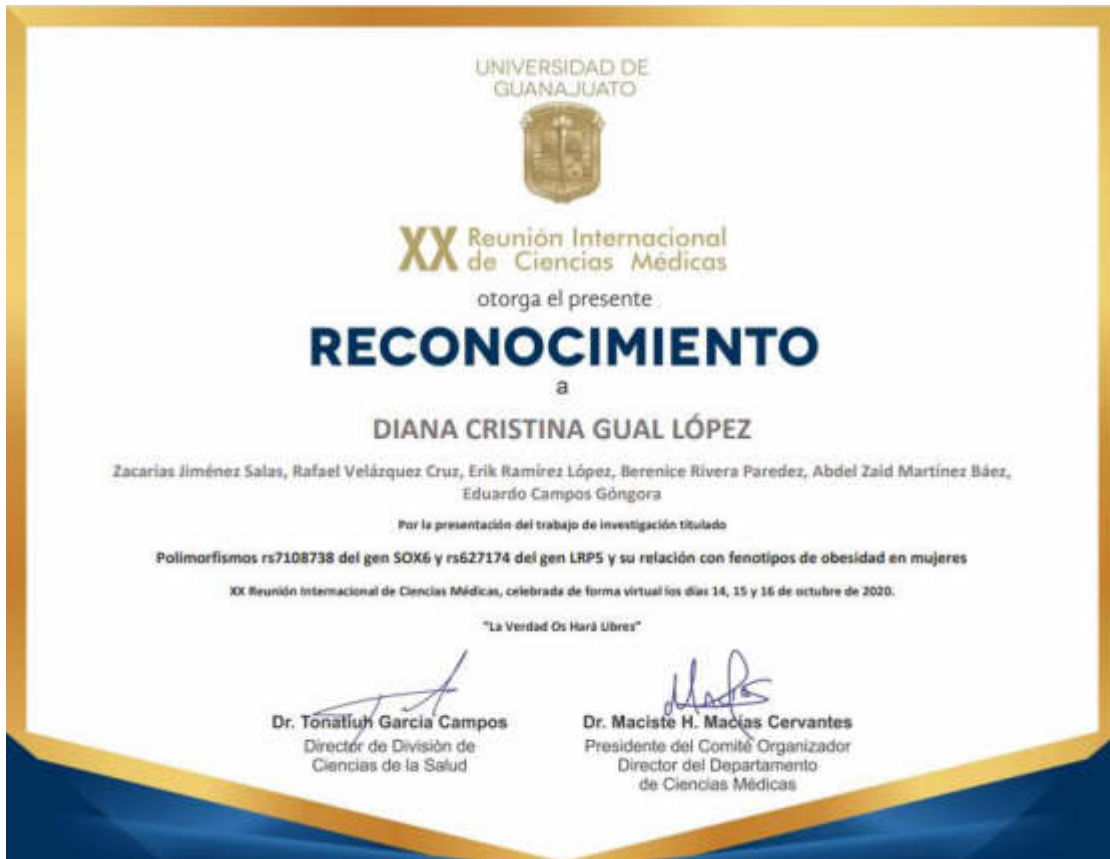 UNIVERSIDAD DE
GUANAJUATO
XX Reunión Internacional
de Ciencias Médicas
otorga el presente
RECONOCIMIENTO
a
DIANA CRISTINA GUAL LÓPEZ
Zacarias Jiménez Salas, Rafael Velázquez Cruz, Erik Ramírez López, Berenice Rivera Paredez, Abdel Zaid Martínez Báez,
Eduardo Campos Góngora
Por la presentación del trabajo de investigación titulado
Polimorfismos rs7108738 del gen SOX6 y rs627174 del gen LRP5 y su relación con fenotipos de obesidad en mujeres
XX Reunión Internacional de Ciencias Médicas, celebrada de forma virtual los días 14, 15 y 16 de octubre de 2020.
"La Verdad Os Hará Libres"
Dr. Tonatiuh García Campos
Director de División de
Ciencias de la Salud
Dr. Maciste H. Macías Cervantes
Presidente del Comité Organizador
Director del Departamento
de Ciencias Médicas